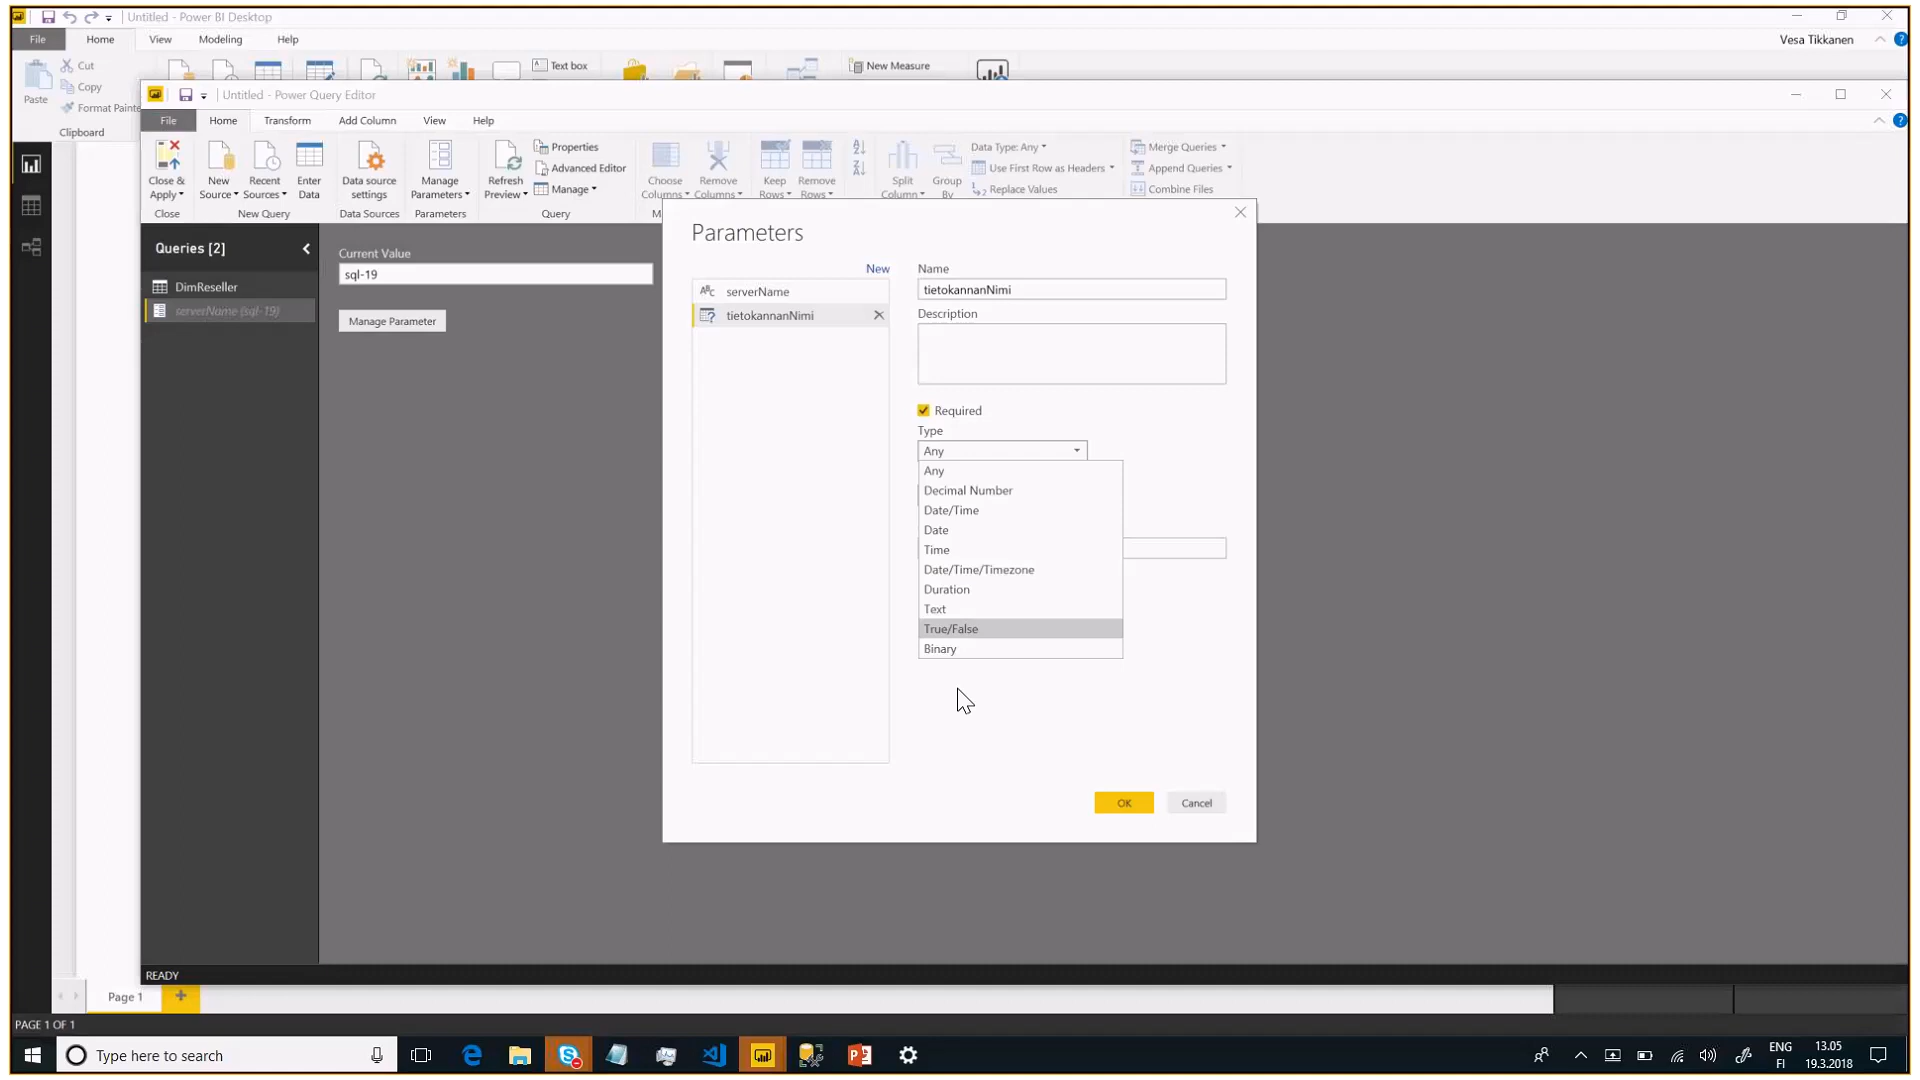 Untitled - Power BI Desktop
File
Home
View
Modeling
Help
Vesa Tikkanen
Paste
Cut
Copy
Format Painte
Clipboard
Text box
New Measure
Untitled - Power Query Editor
File
Home
Transform
Add Column
View
Help
Close &
Apply
Close
New
Source
Recent
Sources
Enter
Data
New Query
Data source
settings
Data Sources
Manage
Parameters
Parameters
Refresh
Preview
Properties
Advanced Editor
Manage
Query
Choose
Columns
Remove
Columns
Keep
Rows
Remove
Rows
Split
Column
Group
By
Data Type: Any
Use First Row as Headers
Replace Values
Merge Queries
Append Queries
Combine Files
Queries [2]
DimReseller
serverName (sql-19)
Current Value
sql-19
Manage Parameter
Parameters
New
serverName
tietokannanNimi
Name
tietokannanNimi
Description
Required
Type
Any
Any
Decimal Number
Date/Time
Date
Time
Date/Time/Timezone
Duration
Text
True/False
Binary
OK
Cancel
READY
Page 1
PAGE 1 OF 1
Type here to search
ENG
FI
13.05
19.3.2018